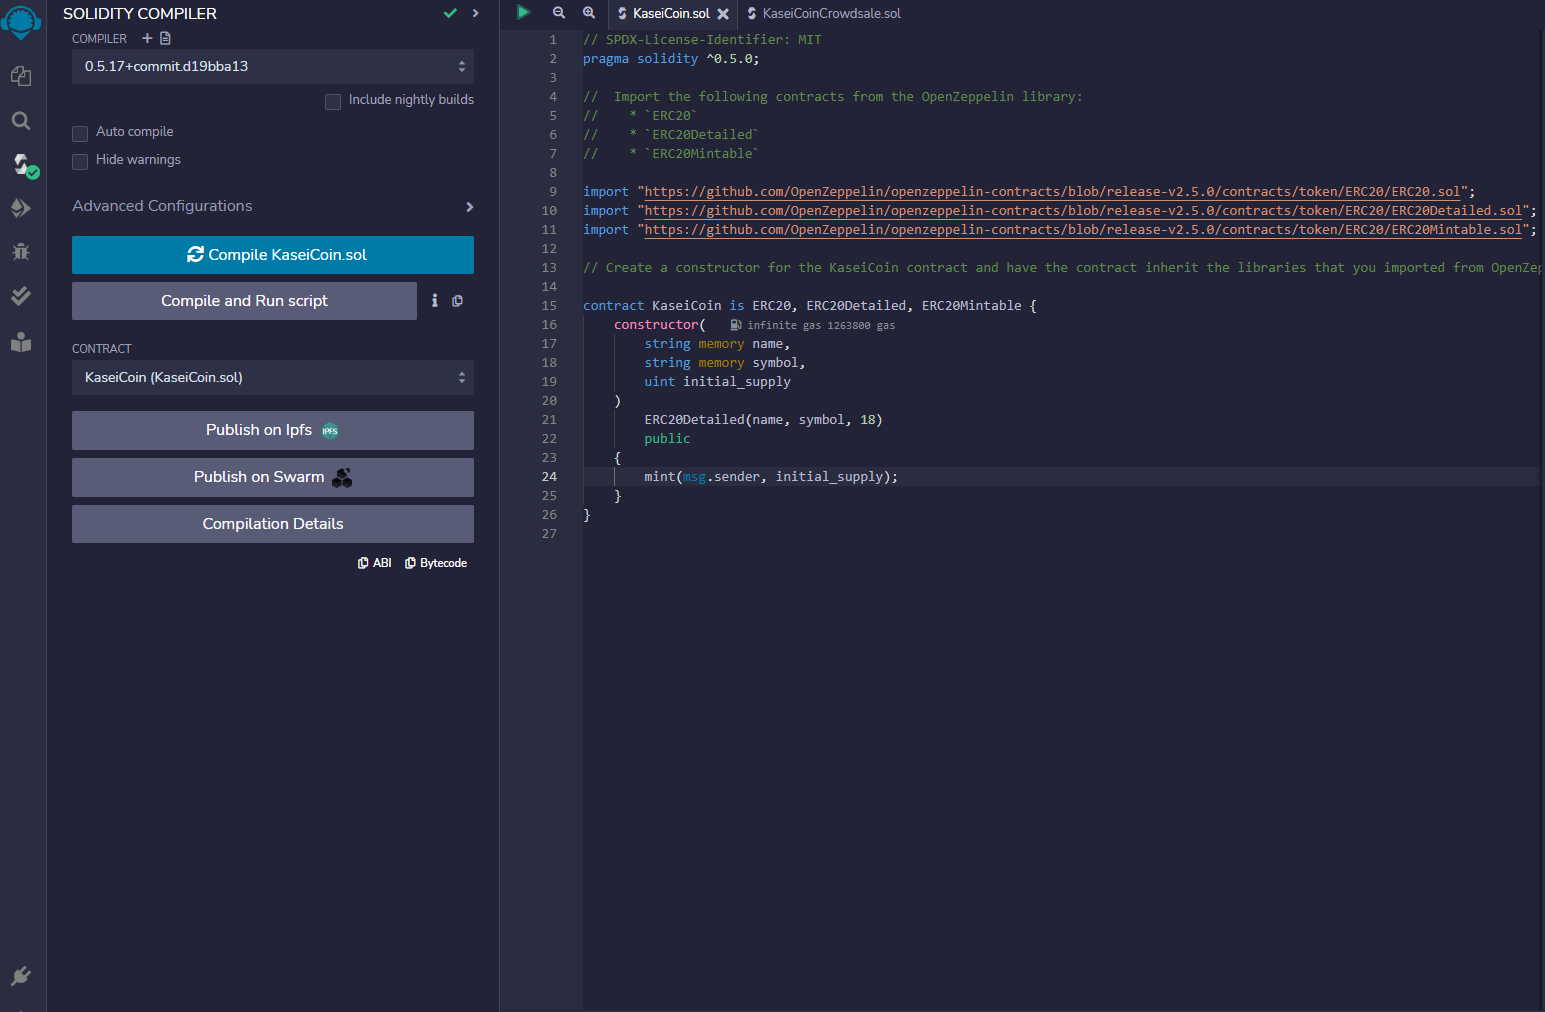 SOLIDITY COMPILER
COMPILER
0.5.17+commit.d19bba13
Include nightly builds
Auto compile
Hide warnings
Advanced Configurations
Compile KaseiCoin.sol
Compile and Run script
CONTRACT
KaseiCoin (KaseiCoin.sol)
Publish on Ipfs
IPFS
Publish on Swarm
Compilation Details
ABI
Bytecode
KaseiCoin.sol
KaseiCoinCrowdsale.sol
1 // SPDX-License-Identifier: MIT
2 pragma solidity ^0.5.0;
3
4 //  Import the following contracts from the OpenZeppelin library:
5 //    * `ERC20`
6 //    * `ERC20Detailed`
7 //    * `ERC20Mintable`
8
9 import "https://github.com/OpenZeppelin/openzeppelin-contracts/blob/release-v2.5.0/contracts/token/ERC20/ERC20.sol";
10 import "https://github.com/OpenZeppelin/openzeppelin-contracts/blob/release-v2.5.0/contracts/token/ERC20/ERC20Detailed.sol";
11 import "https://github.com/OpenZeppelin/openzeppelin-contracts/blob/release-v2.5.0/contracts/token/ERC20/ERC20Mintable.sol";
12
13 // Create a constructor for the KaseiCoin contract and have the contract inherit the libraries that you imported from OpenZep
14
15 contract KaseiCoin is ERC20, ERC20Detailed, ERC20Mintable {
16     constructor(   infinite gas 1263800 gas
17         string memory name,
18         string memory symbol,
19         uint initial_supply
20     )
21         ERC20Detailed(name, symbol, 18)
22         public
23     {
24         mint(msg.sender, initial_supply);
25     }
26 }
27